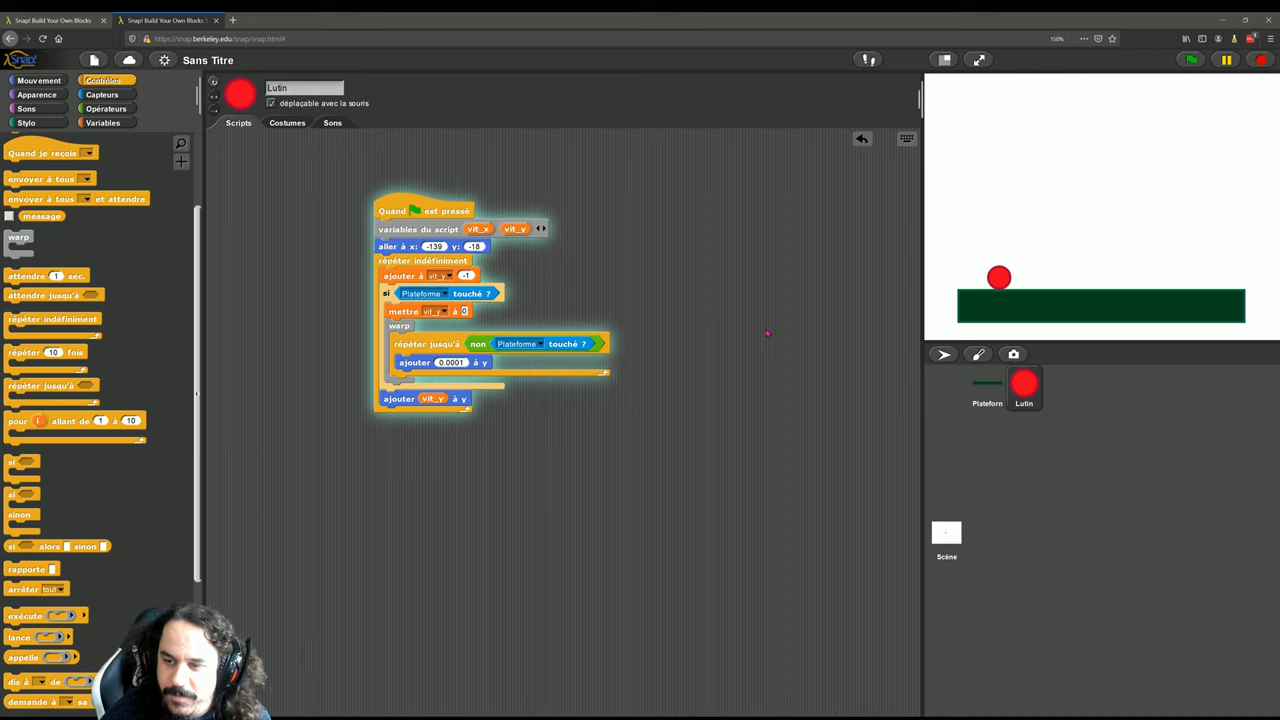 Snap! Build Your Own Blocks
Snap! Build Your Own Blocks
https://snap.berkeley.edu/snap/snap.html#
150%
Snap!
Sans Titre
Mouvement
Contrôles
Apparence
Capteurs
Sons
Opérateurs
Stylo
Variables
Quand je reçois
envoyer à tous
envoyer à tous et attendre
message
warp
attendre 1 sec.
attendre jusqu'à
répéter indéfiniment
répéter 10 fois
répéter jusqu'à
pour i allant de 1 à 10
si
si
sinon
si alors sinon
rapporte
arrêter tout
exécute
lance
appelle
dis à de
demande à sa
Lutin
déplaçable avec la souris
Scripts
Costumes
Sons
Quand est pressé
variables du script vit_x vit_y
aller à x: -139 y: -18
répéter indéfiniment
ajouter à vit_y -1
si Plateforme touché ?
mettre vit_y à 0
warp
répéter jusqu'à non Plateforme touché ?
ajouter 0.0001 à y
ajouter vit_y à y
Plateforn
Lutin
Scène